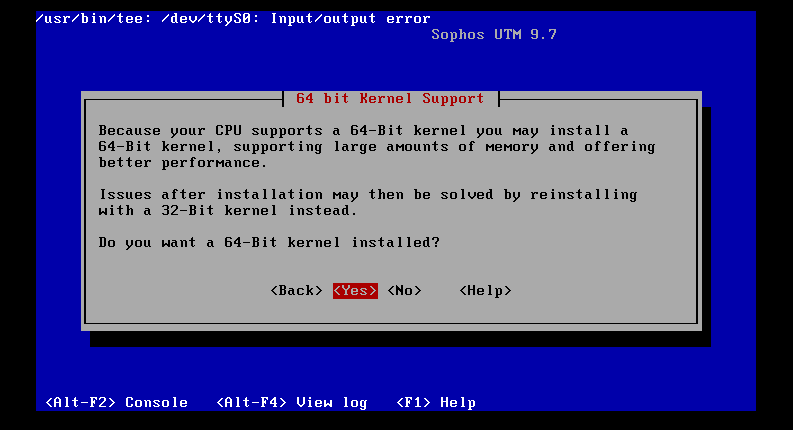 /usr/bin/tee: /dev/ttyS0: Input/output error
Sophos UTM 9.7
64 bit Kernel Support
Because your CPU supports a 64-Bit kernel you may install a
64-Bit kernel, supporting large amounts of memory and offering
better performance.
Issues after installation may then be solved by reinstalling
with a 32-Bit kernel instead.
Do you want a 64-Bit kernel installed?
<Back> <Yes> <No> <Help>
<Alt-F2> Console <Alt-F4> View log <F1> Help